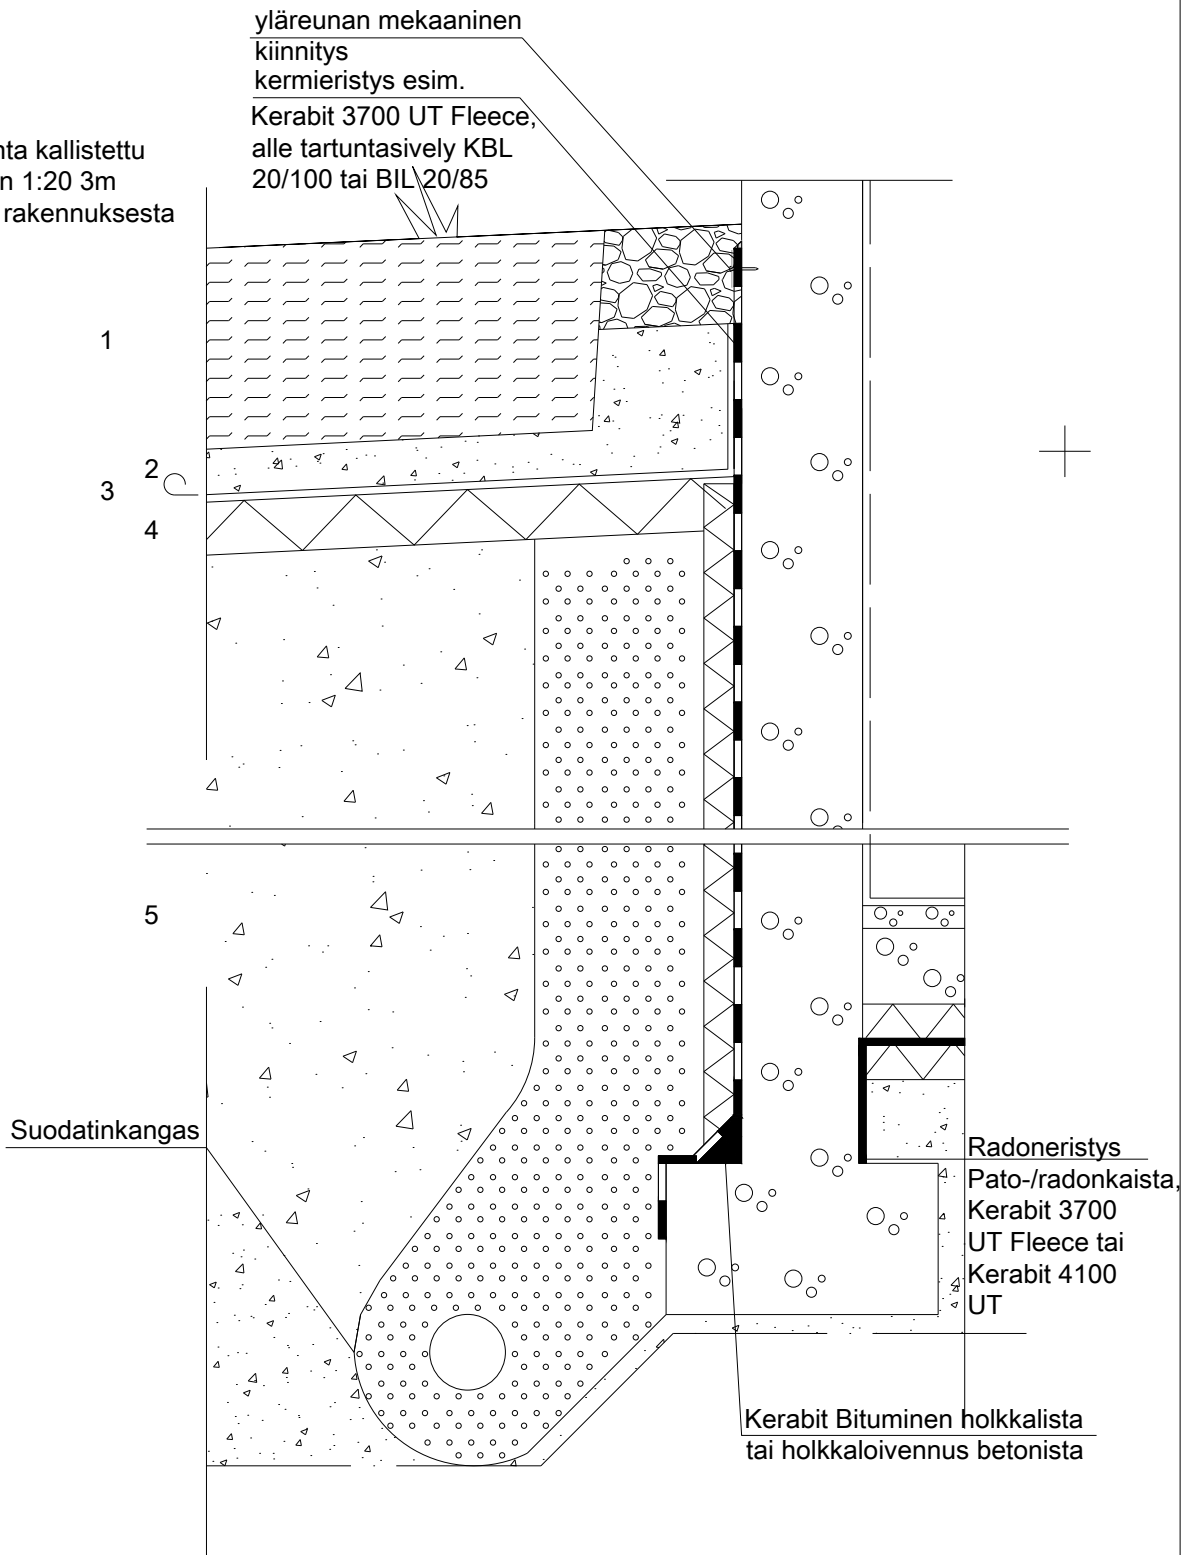 yläreunan mekaaninen
kiinnitys
kermieristys esim.
Kerabit 3700 UT Fleece,
alle tartuntasively KBL
20/100 tai BIL 20/85
kallistettu
1:20 3m
rakennuksesta
1
2
3
4
5
Suodatinkangas
Radoneristys
Pato-/radonkaista,
Kerabit 3700
UT Fleece tai
Kerabit 4100
UT
Kerabit Bituminen holkkalista
tai holkkaloivennus betonista